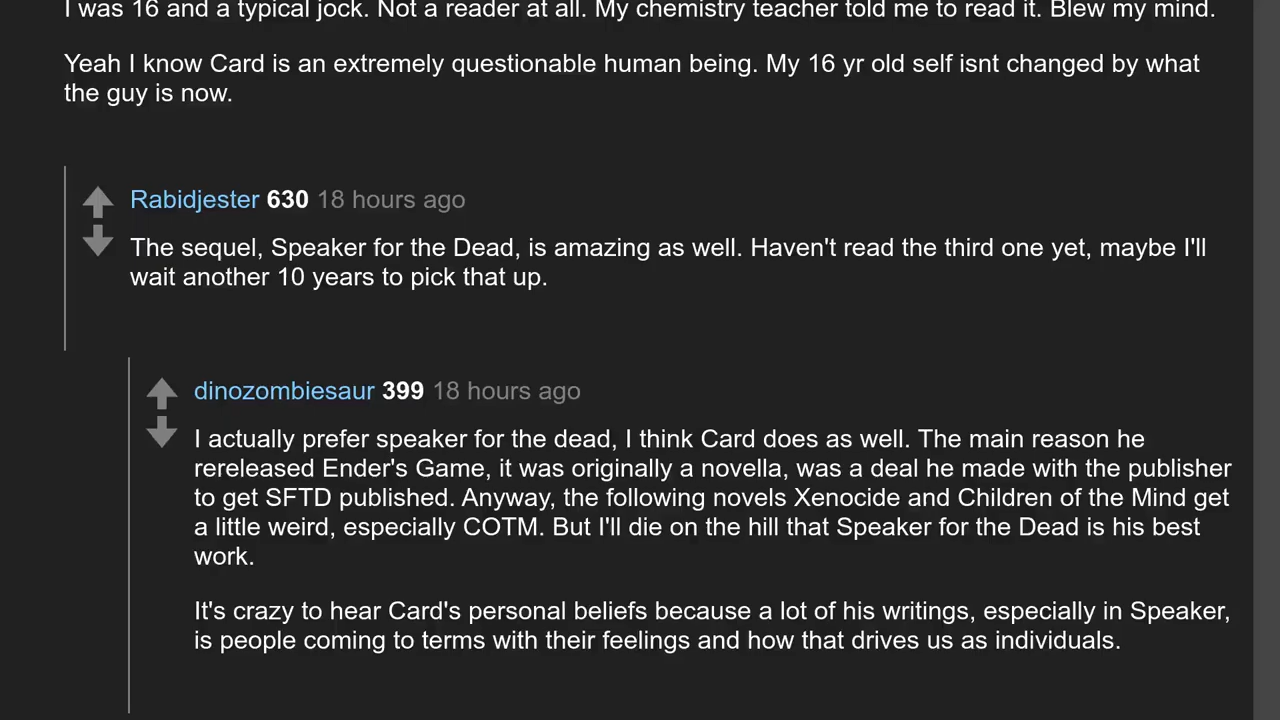 I was 16 and a typical jock. Not a reader at all. My chemistry teacher told me to read it. Blew my mind.
Yeah I know Card is an extremely questionable human being. My 16 yr old self isnt changed by what
the guy is now.
Rabidjester 630 18 hours ago
The sequel, Speaker for the Dead, is amazing as well. Haven't read the third one yet, maybe I'll
wait another 10 years to pick that up.
dinozombiesaur 399 18 hours ago
I actually prefer speaker for the dead, I think Card does as well. The main reason he
rereleased Ender's Game, it was originally a novella, was a deal he made with the publisher
to get SFTD published. Anyway, the following novels Xenocide and Children of the Mind get
a little weird, especially COTM. But I'll die on the hill that Speaker for the Dead is his best
work.
It's crazy to hear Card's personal beliefs because a lot of his writings, especially in Speaker,
is people coming to terms with their feelings and how that drives us as individuals.